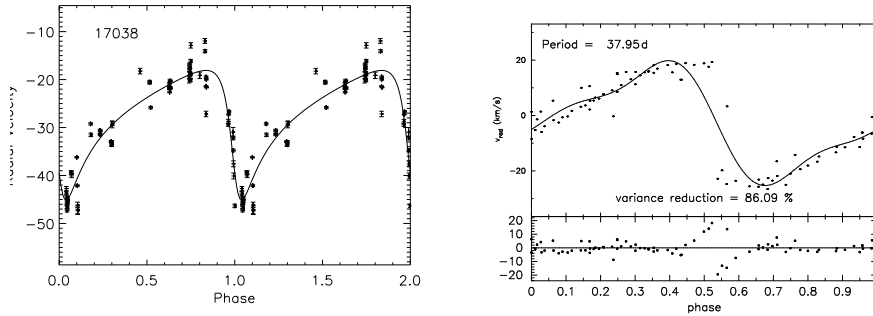 17038
-10
-20
-30
-40
-50
0.0 0.5 1.0 1.5 2.0
Phase
Period = 37.95d
20
0
-20
v_red (km/s)
variance reduction = 86.09 %
20
10
0
-10
-20
0 0.1 0.2 0.3 0.4 0.5 0.6 0.7 0.8 0.9
phase